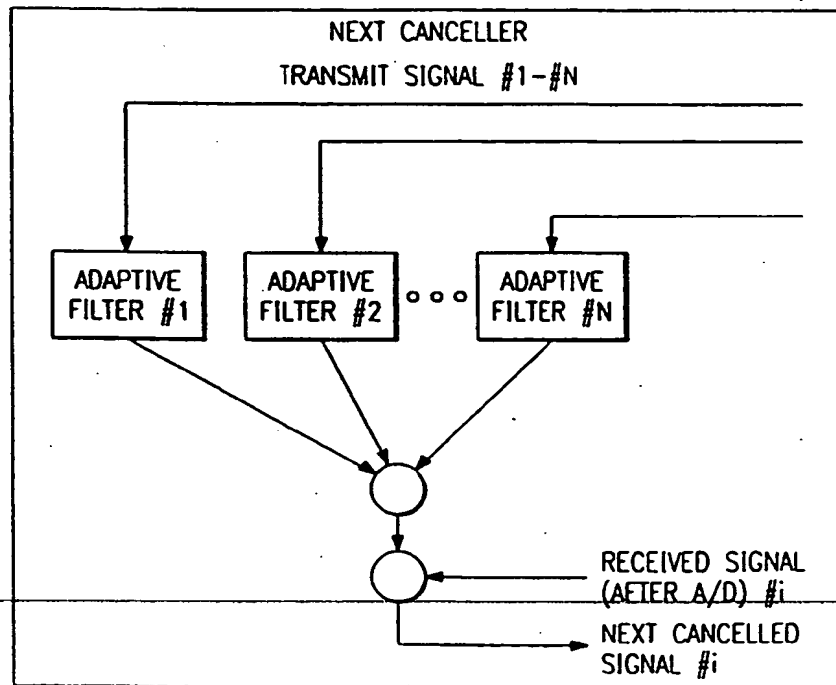 NEXT CANCELLER
TRANSMIT SIGNAL #1-#N
ADAPTIVE
FILTER #1
ADAPTIVE
FILTER #2
ADAPTIVE
FILTER #N
RECEIVED SIGNAL
(AFTER A/D) #i
NEXT CANCELLED
SIGNAL #i